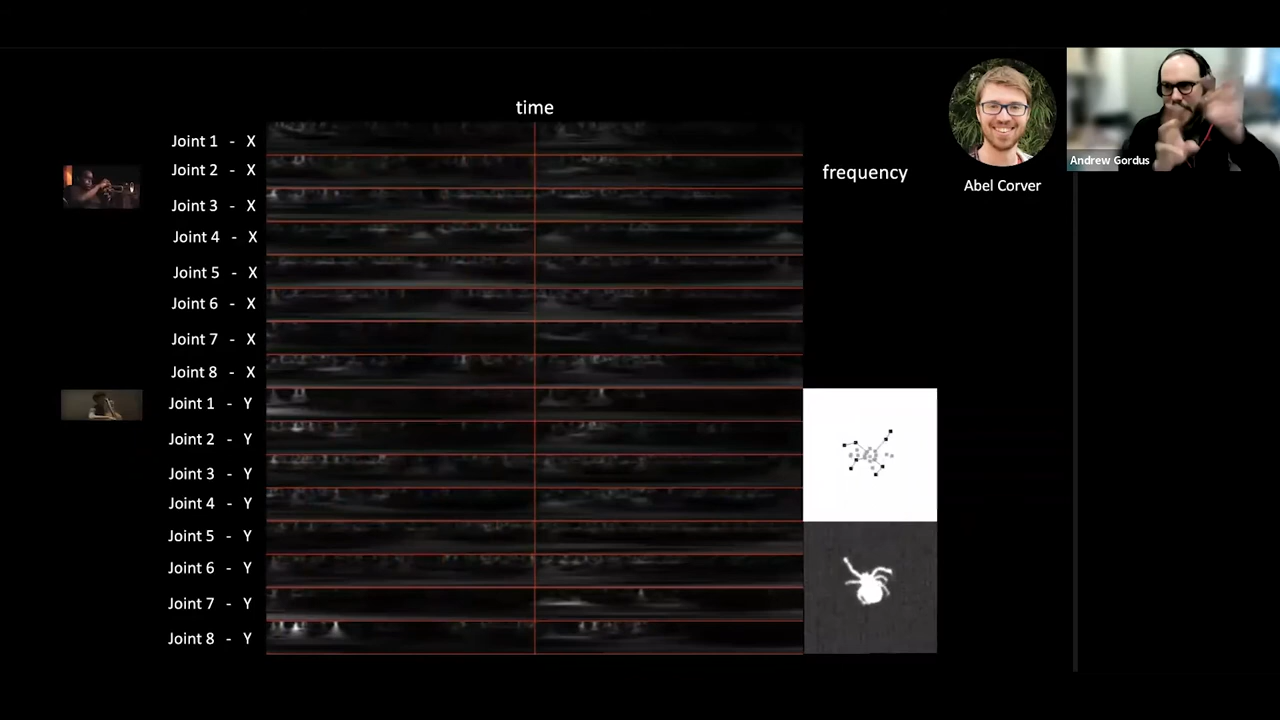 time
Joint 1 - X
Joint 2 - X
Joint 3 - X
Joint 4 - X
Joint 5 - X
Joint 6 - X
Joint 7 - X
Joint 8 - X
Joint 1 - Y
Joint 2 - Y
Joint 3 - Y
Joint 4 - Y
Joint 5 - Y
Joint 6 - Y
Joint 7 - Y
Joint 8 - Y
frequency
Abel Corver
Andrew Gordus